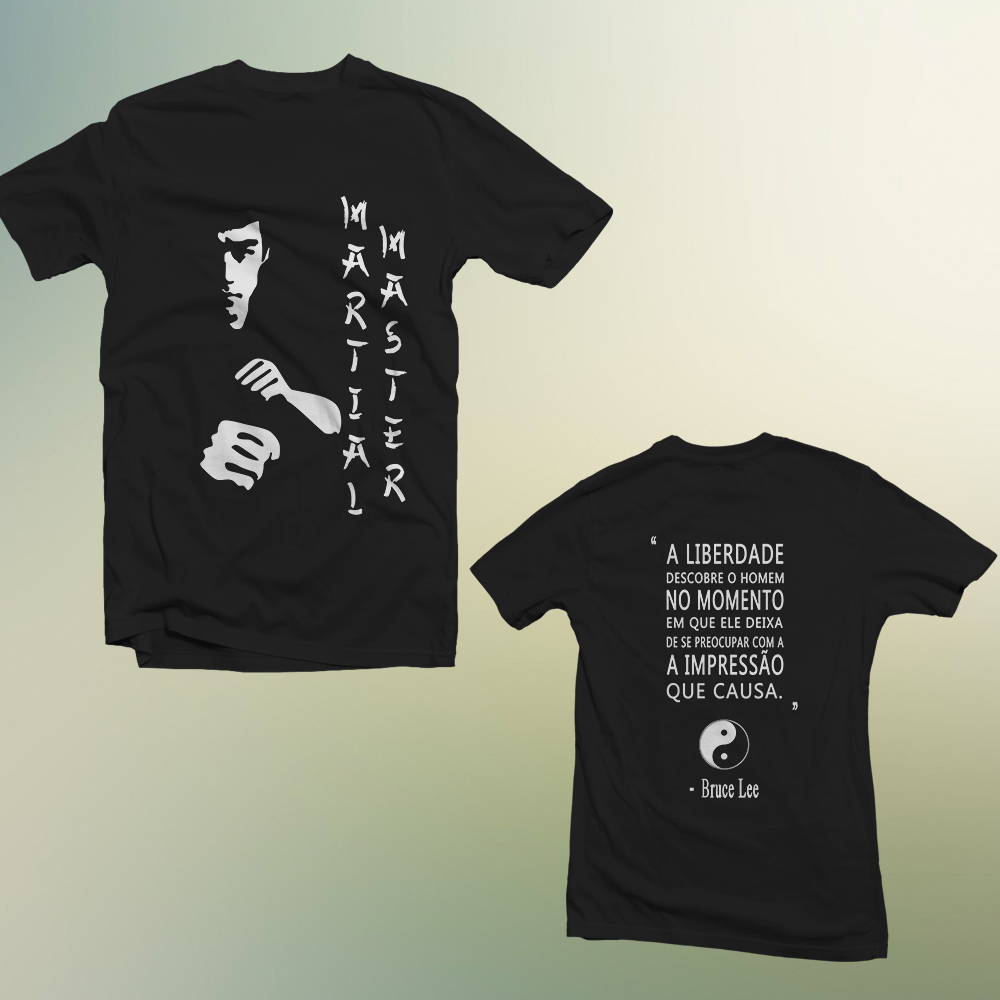 MARTIAL
MASTER
“ A LIBERDADE
DESCOBRE O HOMEM
NO MOMENTO
EM QUE ELE DEIXA
DE SE PREOCUPAR COM A
A IMPRESSÃO
QUE CAUSA. ”
- Bruce Lee